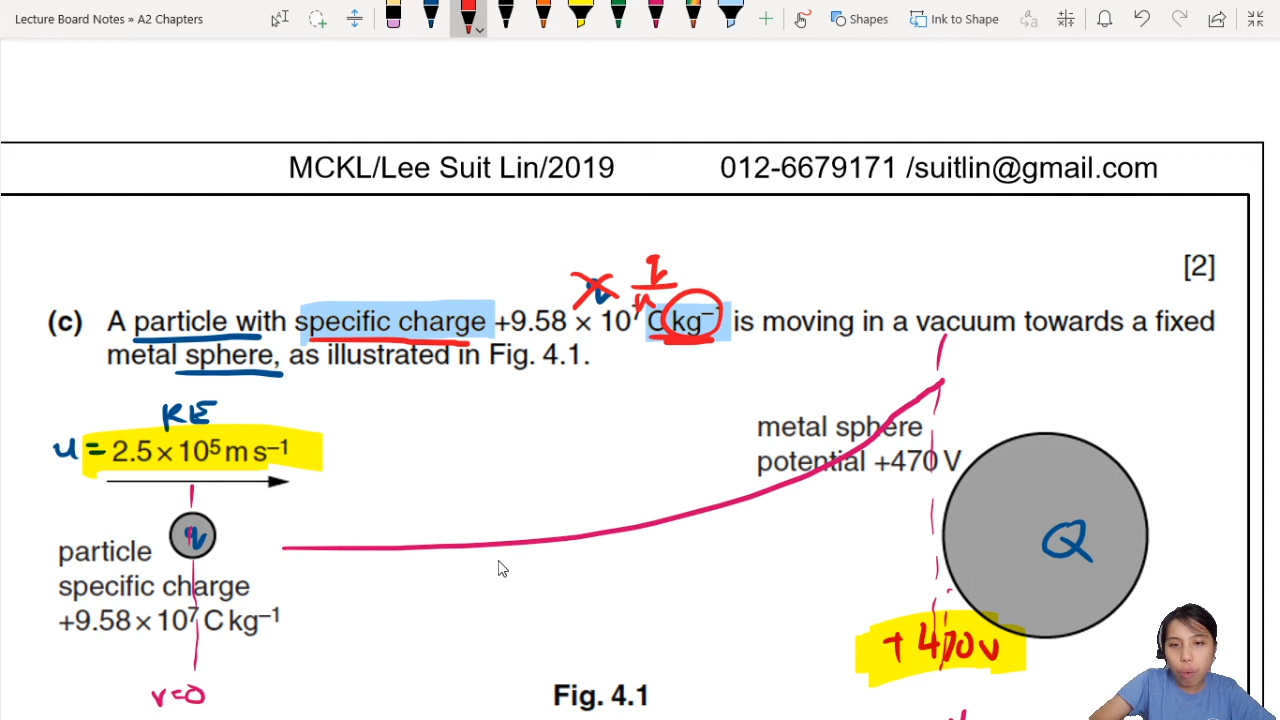 Lecture Board Notes » A2 Chapters
Shapes
Ink to Shape
MCKL/Lee Suit Lin/2019 012-6679171 /suitlin@gmail.com
[2]
q
m
(c) A particle with specific charge +9.58 × 10⁷ C kg⁻¹ is moving in a vacuum towards a fixed
metal sphere, as illustrated in Fig. 4.1.
KE
u = 2.5 × 10⁵ m s⁻¹
metal sphere
potential +470 V
q
Q
particle
specific charge
+9.58 × 10⁷ C kg⁻¹
+ 470V
V=0
Fig. 4.1